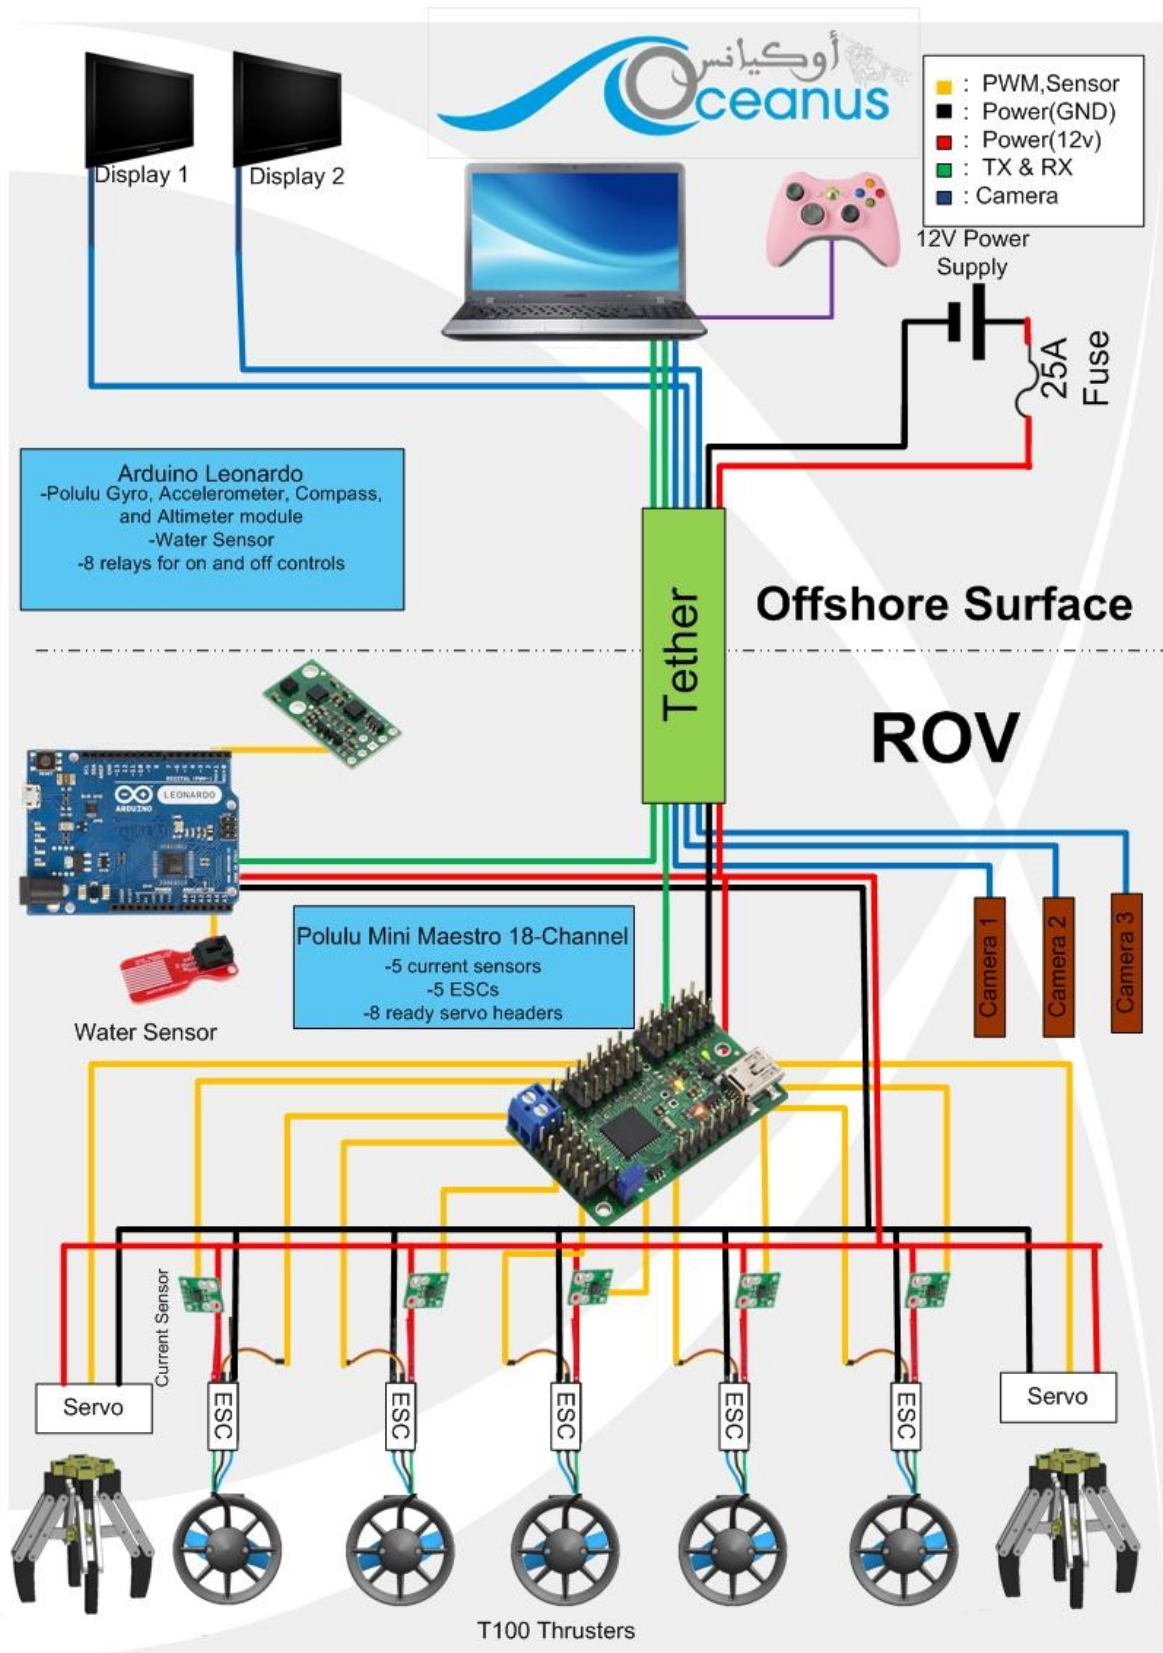 أوكيانس
Oceanus
: PWM,Sensor
: Power(GND)
: Power(12v)
: TX & RX
: Camera
Display 1
Display 2
12V Power
Supply
25A
Fuse
Arduino Leonardo
-Polulu Gyro, Accelerometer, Compass,
and Altimeter module
-Water Sensor
-8 relays for on and off controls
Tether
Offshore Surface
ROV
ARDUINO
LEONARDO
Water Sensor
Polulu Mini Maestro 18-Channel
-5 current sensors
-5 ESCs
-8 ready servo headers
Camera 1
Camera 2
Camera 3
Current Sensor
Servo
ESC
ESC
ESC
ESC
ESC
Servo
T100 Thrusters